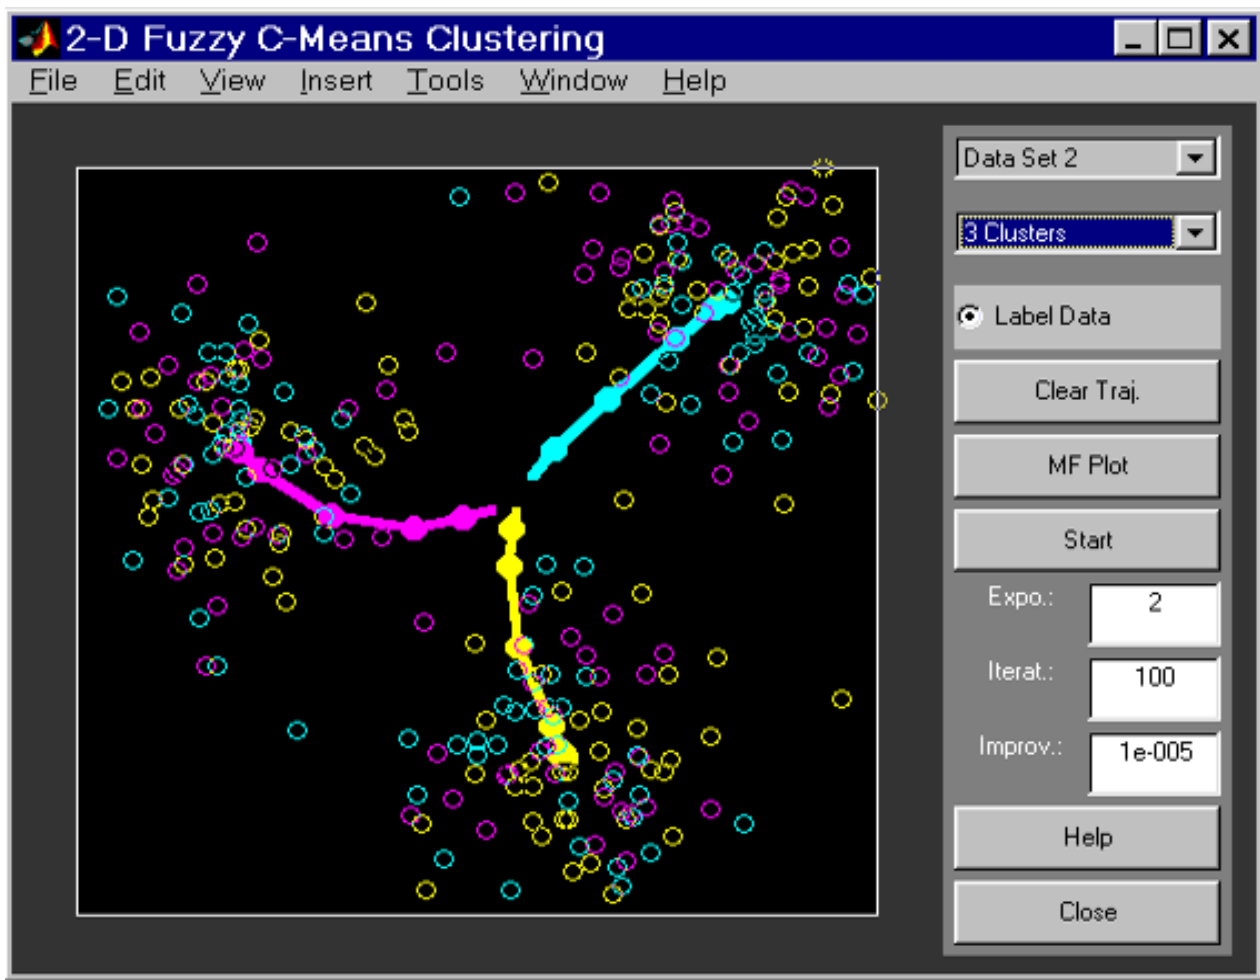 2-D Fuzzy C-Means Clustering
File Edit View Insert Tools Window Help
Data Set 2
3 Clusters
Label Data
Clear Traj.
MF Plot
Start
Expo.: 2
Iterat.: 100
Improv.: 1e-005
Help
Close